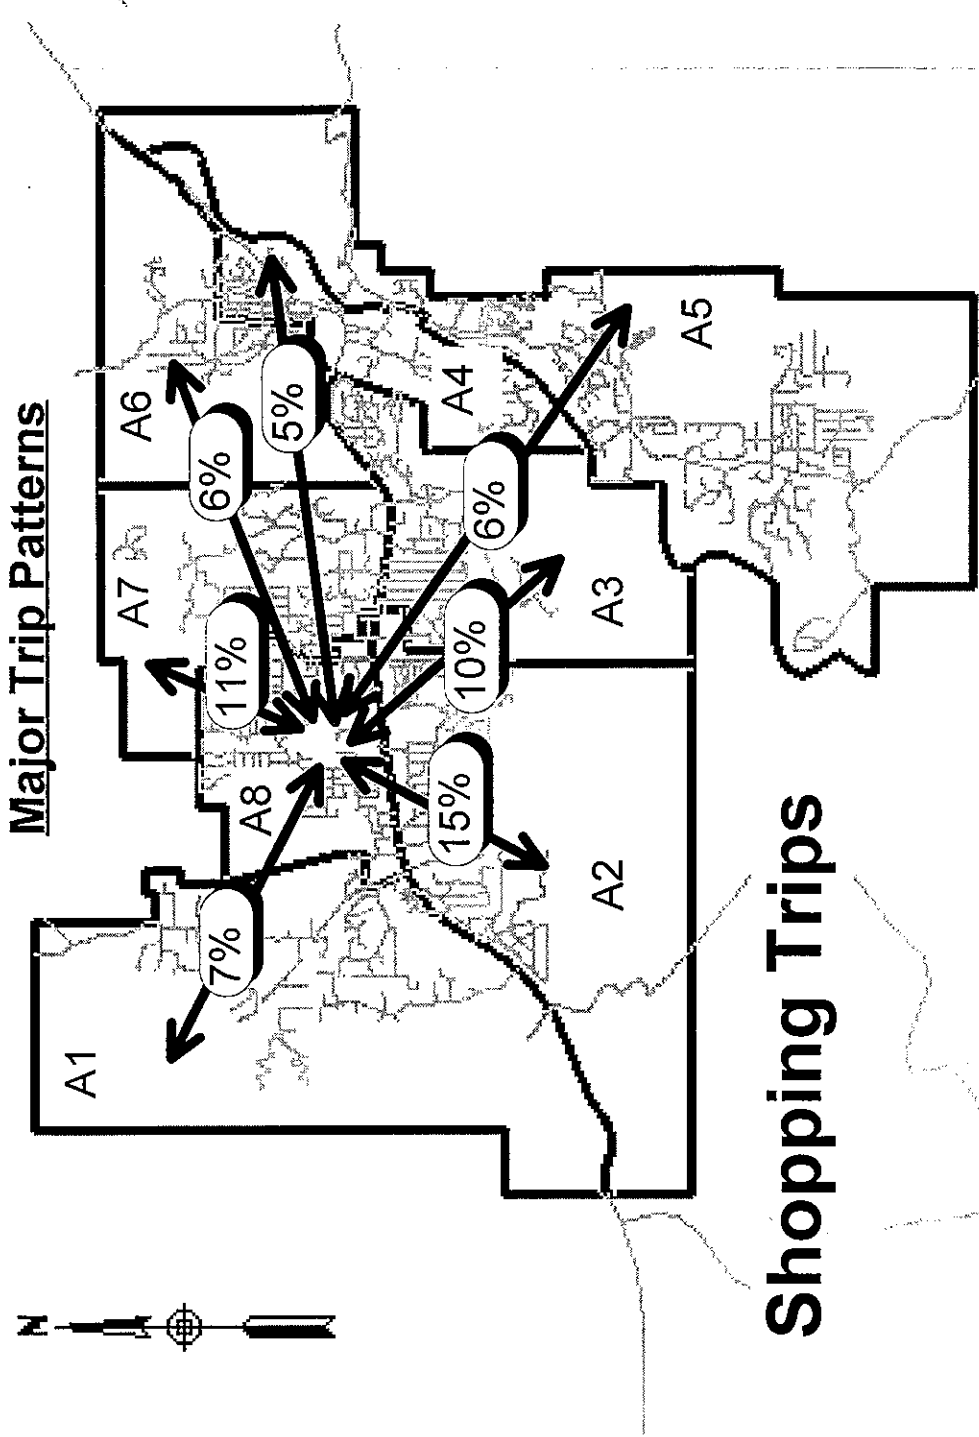 Major Trip Patterns
N
A1
A8
A7
A6
7%
11%
6%
5%
15%
10%
6%
A2
A3
A4
A5
Shopping Trips